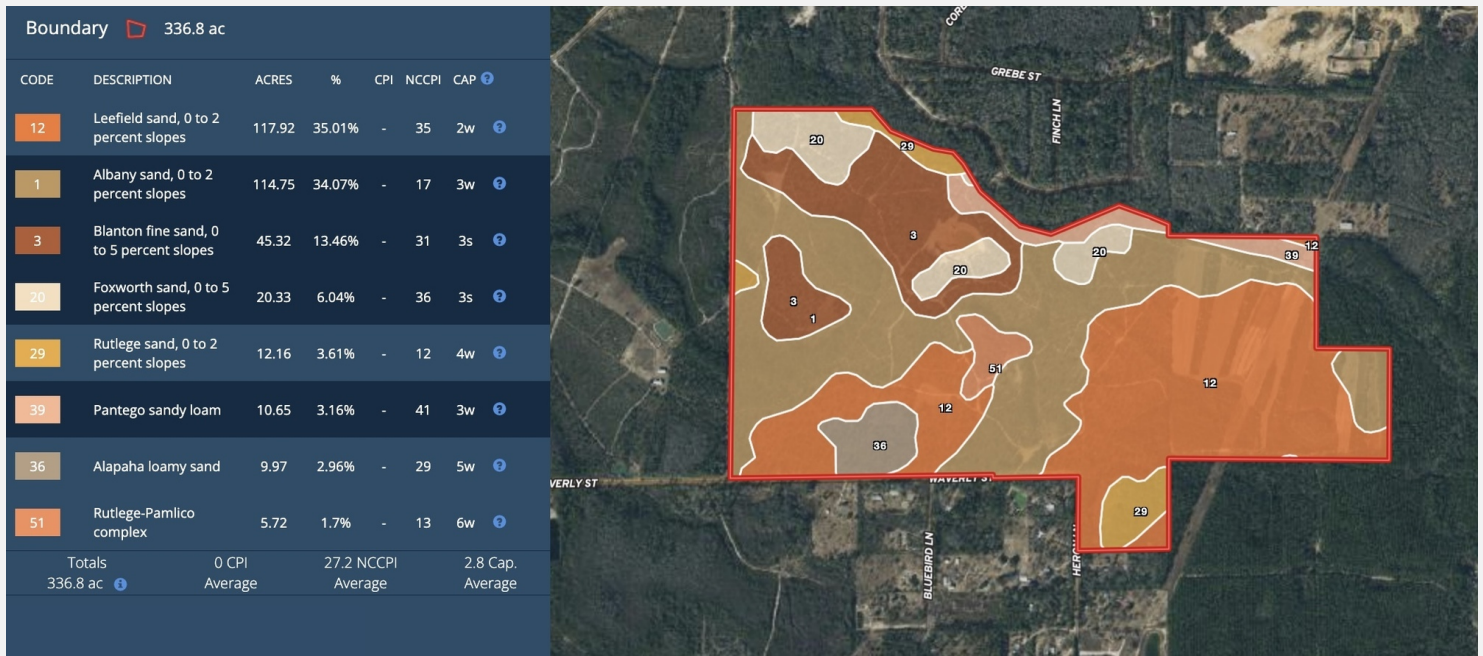 Boundary 336.8 ac
CODE DESCRIPTION ACRES % CPI NCCPI CAP ?
12 Leefield sand, 0 to 2 percent slopes 117.92 35.01% - 35 2w ?
1 Albany sand, 0 to 2 percent slopes 114.75 34.07% - 17 3w ?
3 Blanton fine sand, 0 to 5 percent slopes 45.32 13.46% - 31 3s ?
20 Foxworth sand, 0 to 5 percent slopes 20.33 6.04% - 36 3s ?
29 Rutlege sand, 0 to 2 percent slopes 12.16 3.61% - 12 4w ?
39 Pantego sandy loam 10.65 3.16% - 41 3w ?
36 Alapaha loamy sand 9.97 2.96% - 29 5w ?
51 Rutlege-Pamlico complex 5.72 1.7% - 13 6w ?
Totals 0 CPI 27.2 NCCPI 2.8 Cap.
336.8 ac i Average Average Average
GREBE ST
FINCH LN
20
29
3
12
39
20
20
3
1
51
12
12
36
VERLY ST
WAVERLY ST
29
BLUEBIRD LN